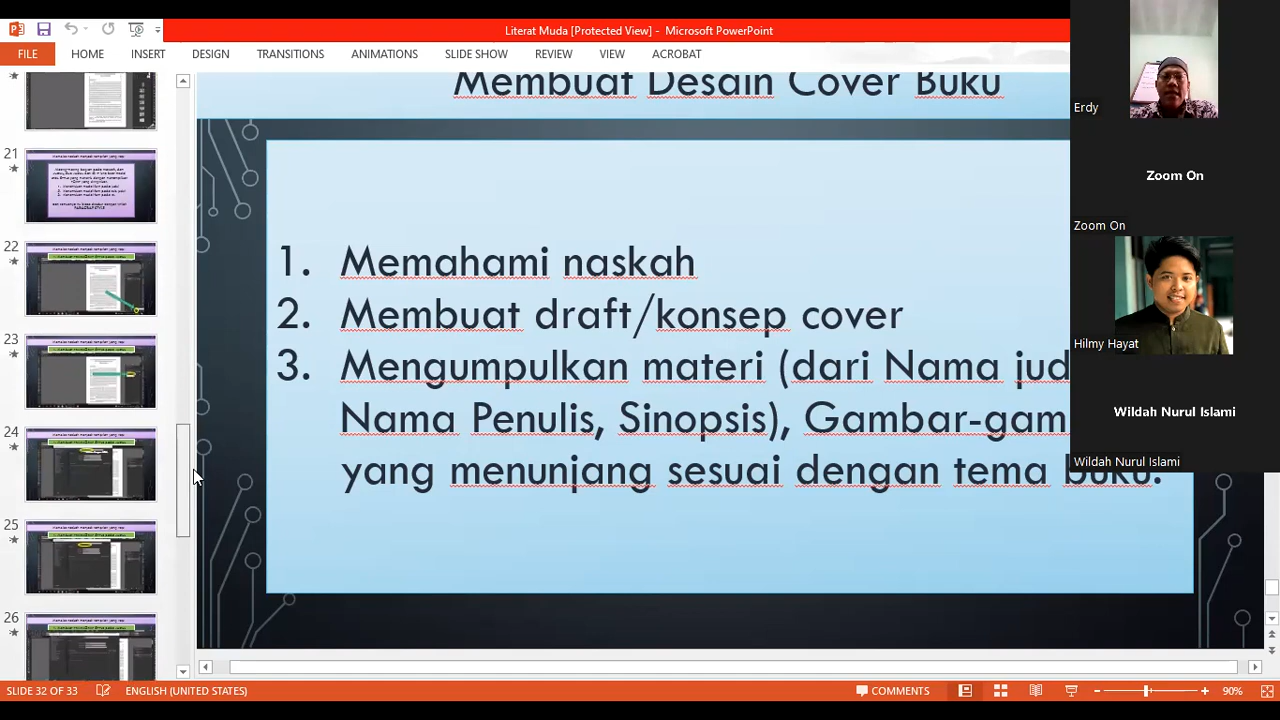 Literat Muda [Protected View] - Microsoft PowerPoint
FILE HOME INSERT DESIGN TRANSITIONS ANIMATIONS SLIDE SHOW REVIEW VIEW ACROBAT
Membuat Desain Cover Buku
1. Memahami naskah
2. Membuat draft/konsep cover
3. Mengumpulkan materi (dari Nama jud
Nama Penulis, Sinopsis), Gambar-gam
yang menunjang sesuai dengan tema buku.
21
22
23
24
25
26
Erdy
Zoom On
Zoom On
Hilmy Hayat
Wildah Nurul Islami
Wildah Nurul Islami
SLIDE 32 OF 33 ENGLISH (UNITED STATES) COMMENTS 90%